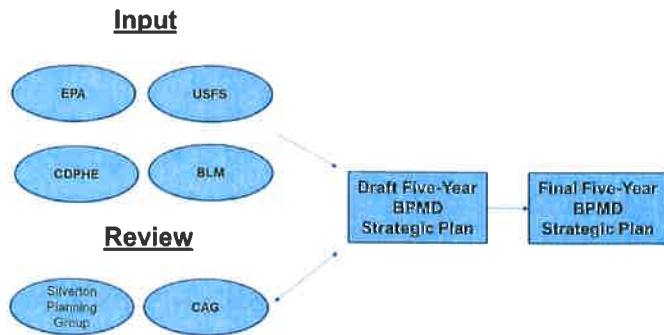 Input
EPA
USFS
CDPHE
BLM
Draft Five-Year
BPMD
Strategic Plan
Final Five-Year
BPMD
Strategic Plan
Review
Silverton
Planning
Group
CAG